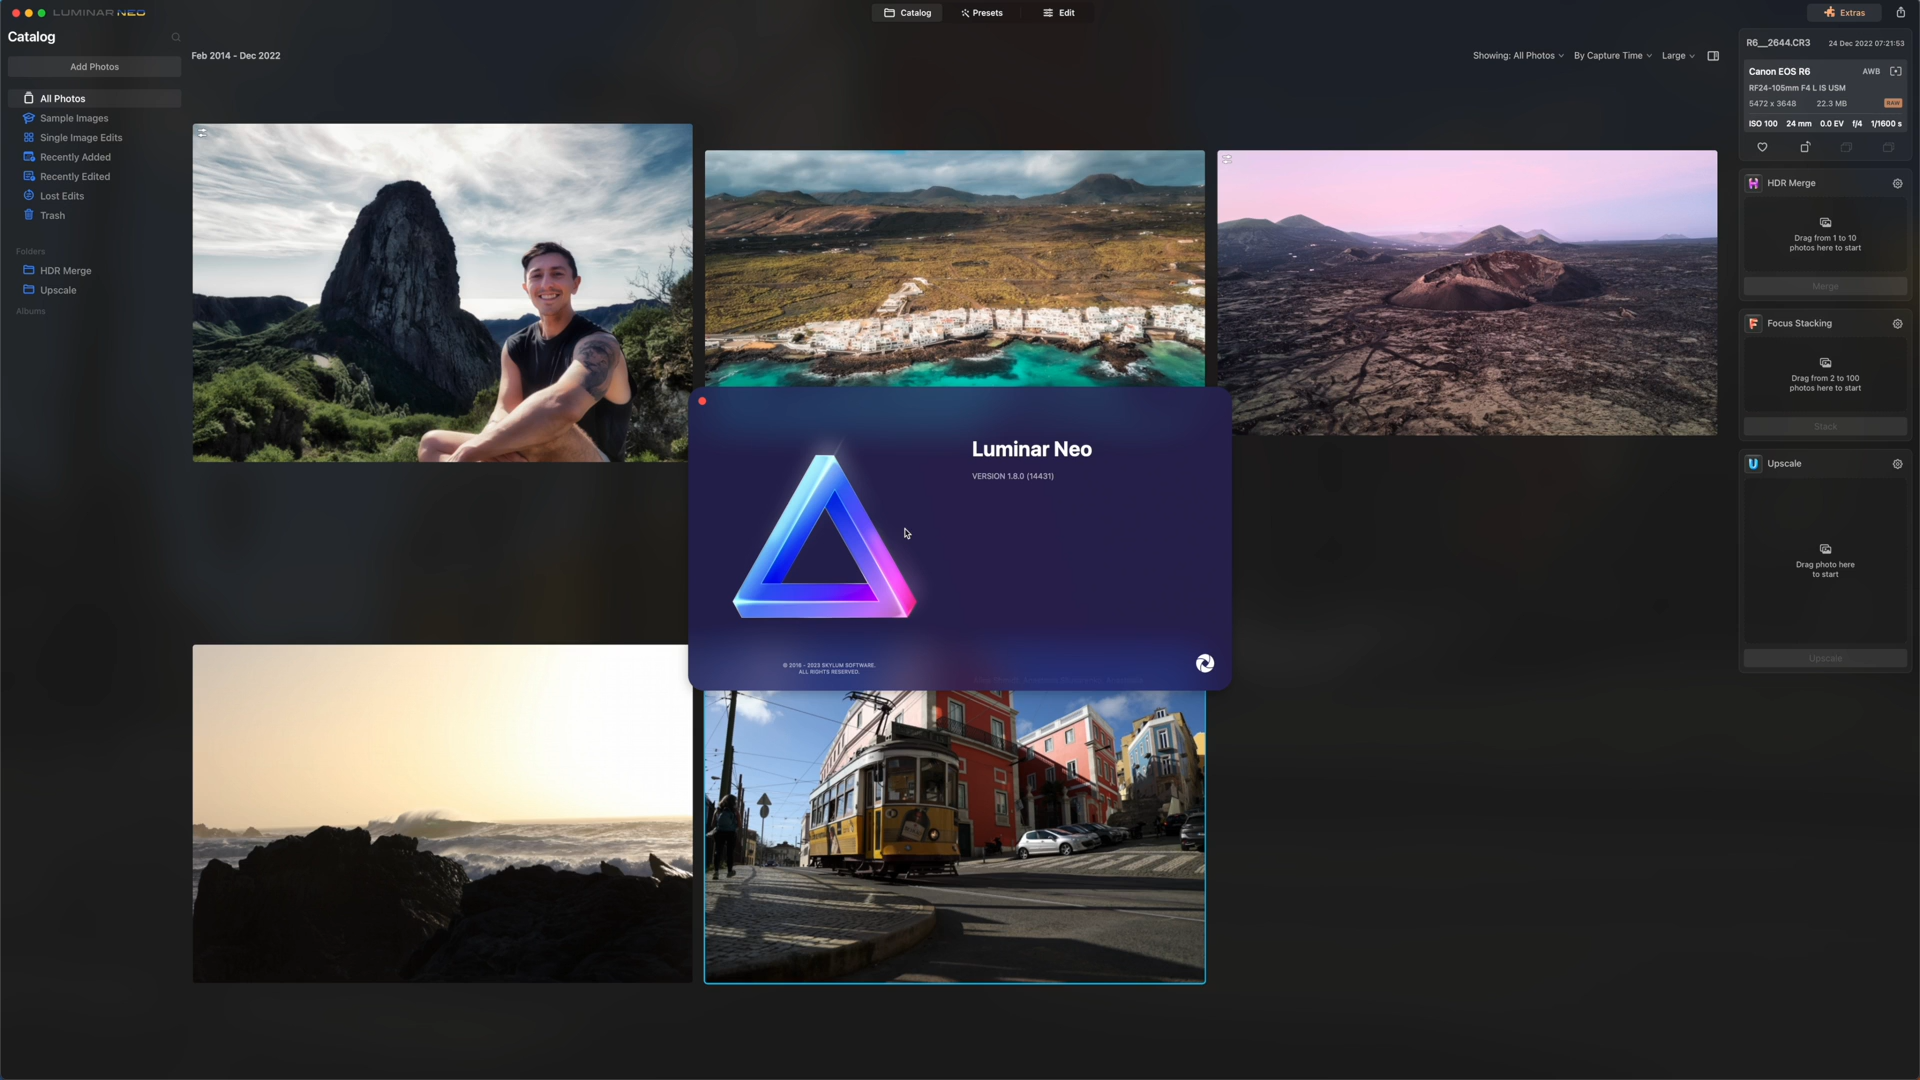 LUMINAR NEO
Catalog
Presets
Edit
Extras
Catalog
Add Photos
All Photos
Sample Images
Single Image Edits
Recently Added
Recently Edited
Lost Edits
Trash
Folders
HDR Merge
Upscale
Albums
Feb 2014 - Dec 2022
Showing: All Photos
By Capture Time
Large
R6__2644.CR3
24 Dec 2022 07:21:53
Canon EOS R6
AWB
RF24-105mm F4 L IS USM
5472 x 3648
22.3 MB
RAW
ISO 100
24 mm
0.0 EV
f/4
1/1600 s
HDR Merge
Drag from 1 to 10
photos here to start
Merge
Focus Stacking
Drag from 2 to 100
photos here to start
Stack
Upscale
Drag photo here
to start
Upscale
Luminar Neo
VERSION 1.8.0 (14431)
© 2016 - 2023 SKYLUM SOFTWARE.
ALL RIGHTS RESERVED.